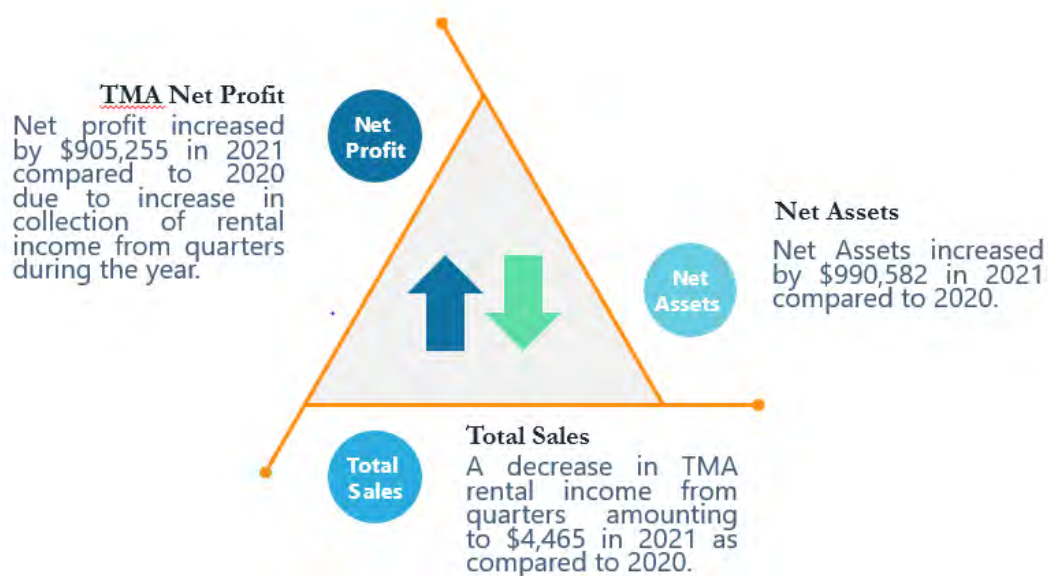 TMA Net Profit
Net profit increased
by $905,255 in 2021
compared to 2020
due to increase in
collection of rental
income from quarters
during the year.
Net
Profit
Net Assets
Net Assets increased
by $990,582 in 2021
compared to 2020.
Net
Assets
Total Sales
A decrease in TMA
rental income from
quarters amounting
to $4,465 in 2021 as
compared to 2020.
Total
Sales